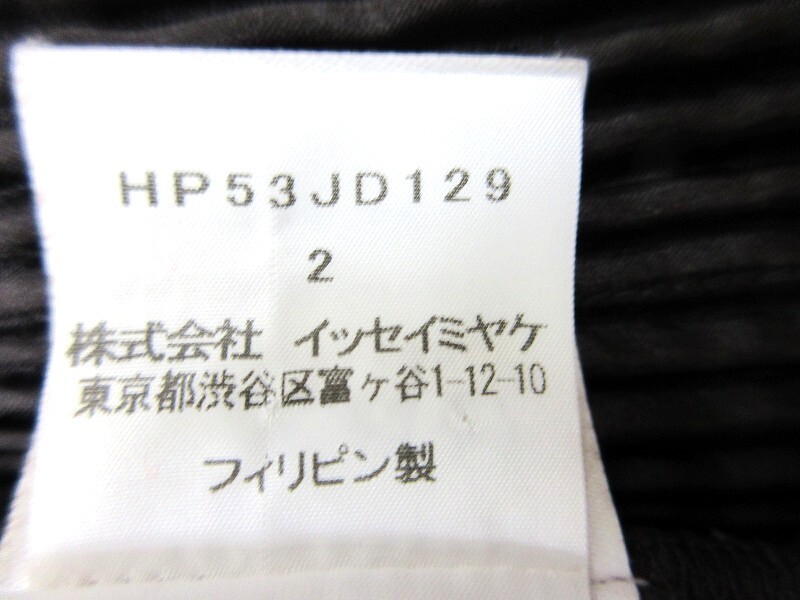 HP53JD129
2
株式会社 イッセイミヤケ
東京都渋谷区富ヶ谷1-12-10
フィリピン製